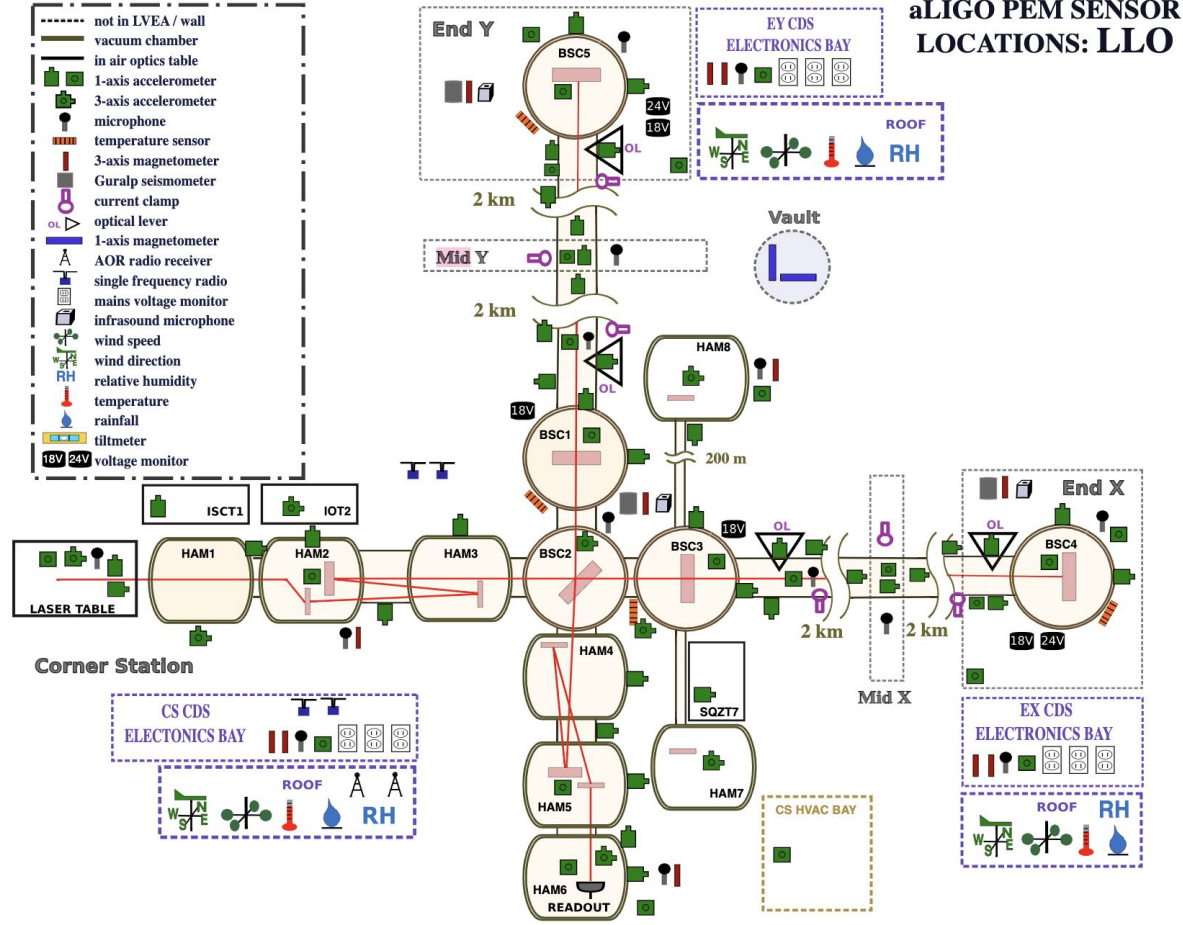 aLIGO PEM SENSOR
LOCATIONS: LLO
not in LVEA / wall
vacuum chamber
in air optics table
1-axis accelerometer
3-axis accelerometer
microphone
temperature sensor
3-axis magnetometer
Guralp seismometer
current clamp
OL optical lever
1-axis magnetometer
AOR radio receiver
single frequency radio
mains voltage monitor
infrasound microphone
wind speed
W S N E wind direction
RH relative humidity
temperature
rainfall
tiltmeter
18V 24V voltage monitor
End Y
BSC5
24V
18V
OL
EY CDS
ELECTRONICS BAY
ROOF
W S N E
RH
2 km
Mid Y
Vault
2 km
OL
HAM8
18V
BSC1
200 m
ISCT1
IOT2
HAM1
HAM2
HAM3
BSC2
BSC3
18V
OL
LASER TABLE
2 km
Mid X
2 km
End X
OL
BSC4
18V 24V
Corner Station
HAM4
SQZT7
HAM5
HAM7
HAM6
READOUT
CS CDS
ELECTONICS BAY
ROOF
W S N E
RH
CS HVAC BAY
EX CDS
ELECTRONICS BAY
ROOF
RH
W S N E